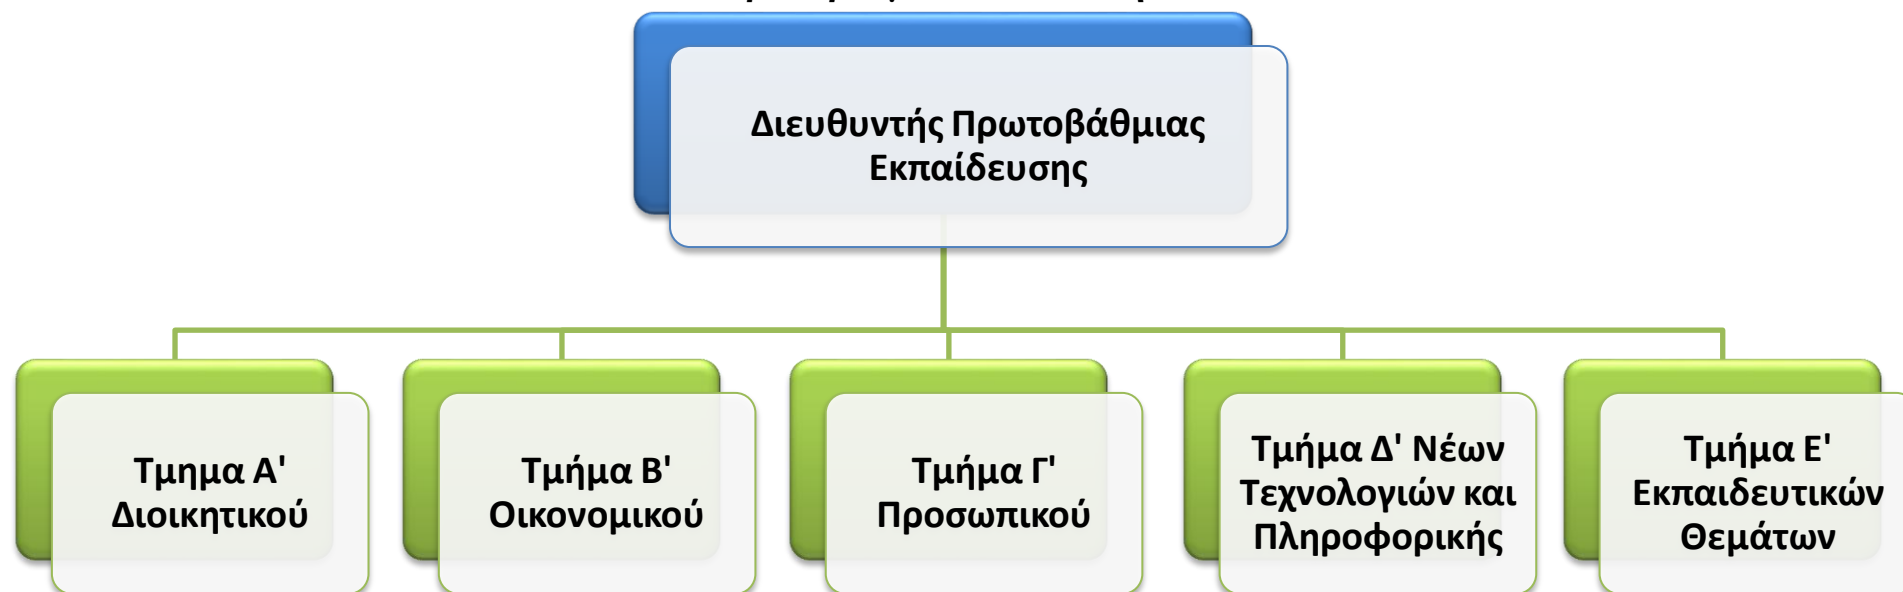 Διευθυντής Πρωτοβάθμιας
Εκπαίδευσης
Τμημα Α'
Διοικητικού
Τμήμα Β'
Οικονομικού
Τμήμα Γ'
Προσωπικού
Τμήμα Δ' Νέων
Τεχνολογιών και
Πληροφορικής
Τμήμα Ε'
Εκπαιδευτικών
Θεμάτων